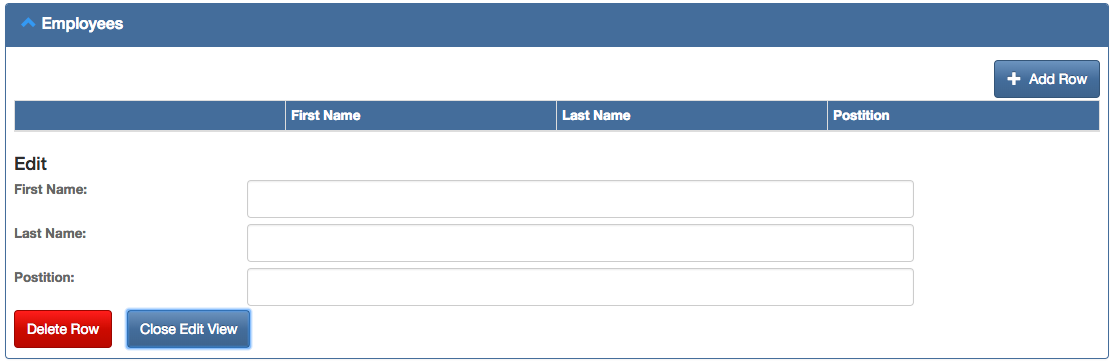 Employees
+ Add Row
First Name Last Name Postition
Edit
First Name:
Last Name:
Postition:
Delete Row Close Edit View